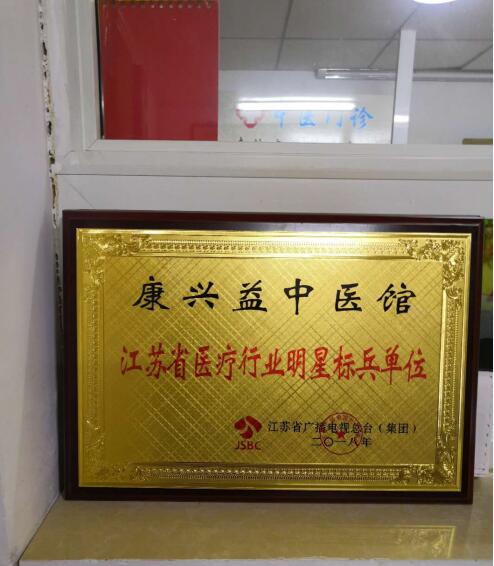 中医门诊
康兴益中医馆
江苏省医疗行业明星标兵单位
JSBC
江苏省广播电视总台(集团)
二〇一八年